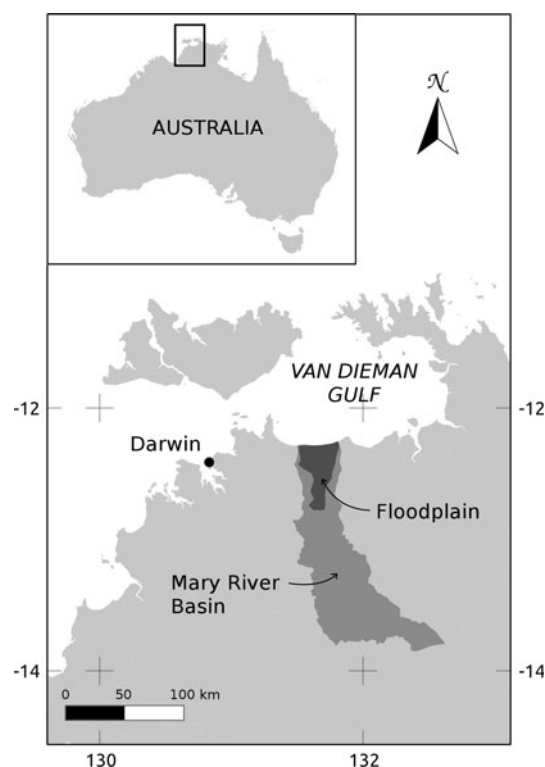 AUSTRALIA
N
VAN DIEMAN
GULF
-12
-12
Darwin
Floodplain
Mary River
Basin
-14
-14
0 50 100 km
130 132